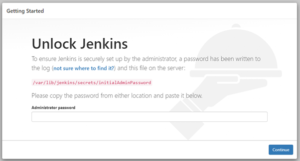 Getting Started
Unlock Jenkins
To ensure Jenkins is securely set up by the administrator, a password has been written to
the log (not sure where to find it?) and this file on the server:
/var/lib/jenkins/secrets/initialAdminPassword
Please copy the password from either location and paste it below.
Administrator password
Continue